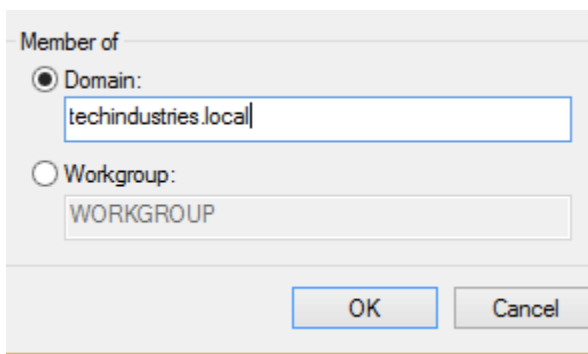 Member of
Domain:
techindustries.local
Workgroup:
WORKGROUP
OK
Cancel